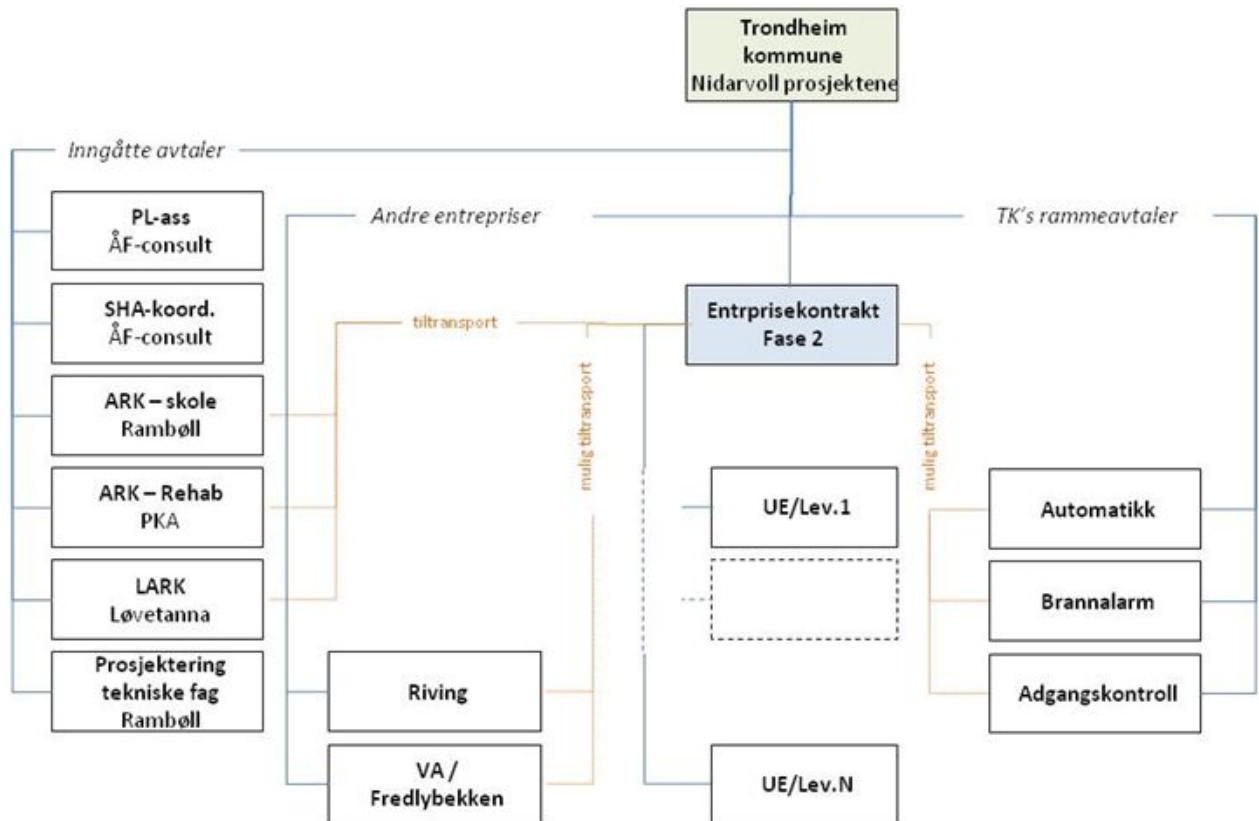 Trondheim
kommune
Nidarvoll prosjektene
Inngåtte avtaler
Andre entrepriser
TK's rammeavtaler
PL-ass
ÅF-consult
SHA-koord.
ÅF-consult
ARK – skole
Rambøll
ARK – Rehab
PKA
LARK
Løvetanna
Prosjektering
tekniske fag
Rambøll
tiltransport
Entrprisekontrakt
Fase 2
mulig tiltransport
mulig tiltransport
Riving
VA /
Fredlybekken
UE/Lev.1
UE/Lev.N
Automatikk
Brannalarm
Adgangskontroll